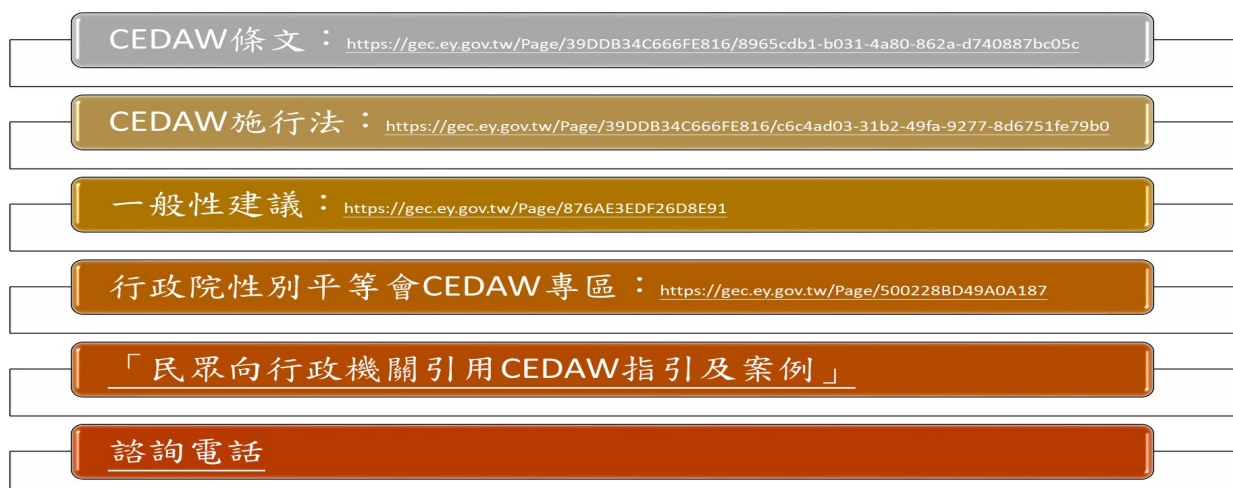 CEDAW條文：https://gec.ey.gov.tw/Page/39DDB34C666FE816/8965cdb1-b031-4a80-862a-d740887bc05c
CEDAW施行法：https://gec.ey.gov.tw/Page/39DDB34C666FE816/c6c4ad03-31b2-49fa-9277-8d6751fe79b0
一般性建議：https://gec.ey.gov.tw/Page/876AE3EDF26D8E91
行政院性別平等會CEDAW專區：https://gec.ey.gov.tw/Page/500228BD49A0A187
「民眾向行政機關引用CEDAW指引及案例」
諮詢電話